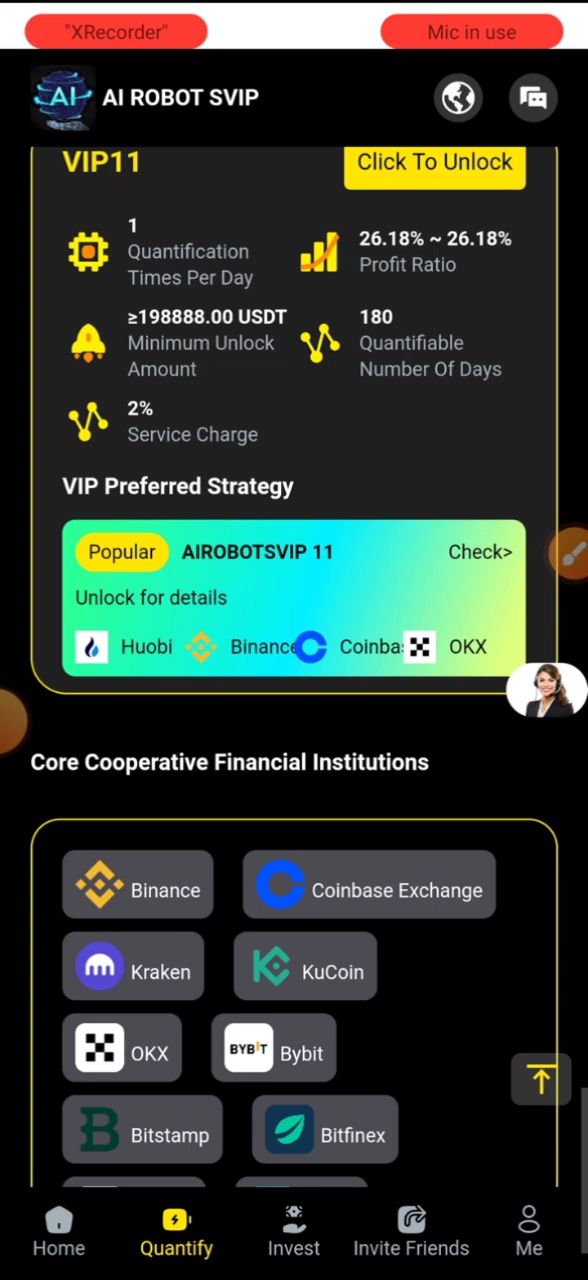 "XRecorder"
Mic in use
AI
AI ROBOT SVIP
VIP11
Click To Unlock
1
Quantification
Times Per Day
26.18% ~ 26.18%
Profit Ratio
≥198888.00 USDT
Minimum Unlock
Amount
180
Quantifiable
Number Of Days
2%
Service Charge
VIP Preferred Strategy
Popular
AIROBOTSVIP 11
Check>
Unlock for details
Huobi
Binance
Coinba
OKX
Core Cooperative Financial Institutions
Binance
Coinbase Exchange
Kraken
KuCoin
OKX
BYBIT
Bybit
Bitstamp
Bitfinex
Home
Quantify
Invest
Invite Friends
Me